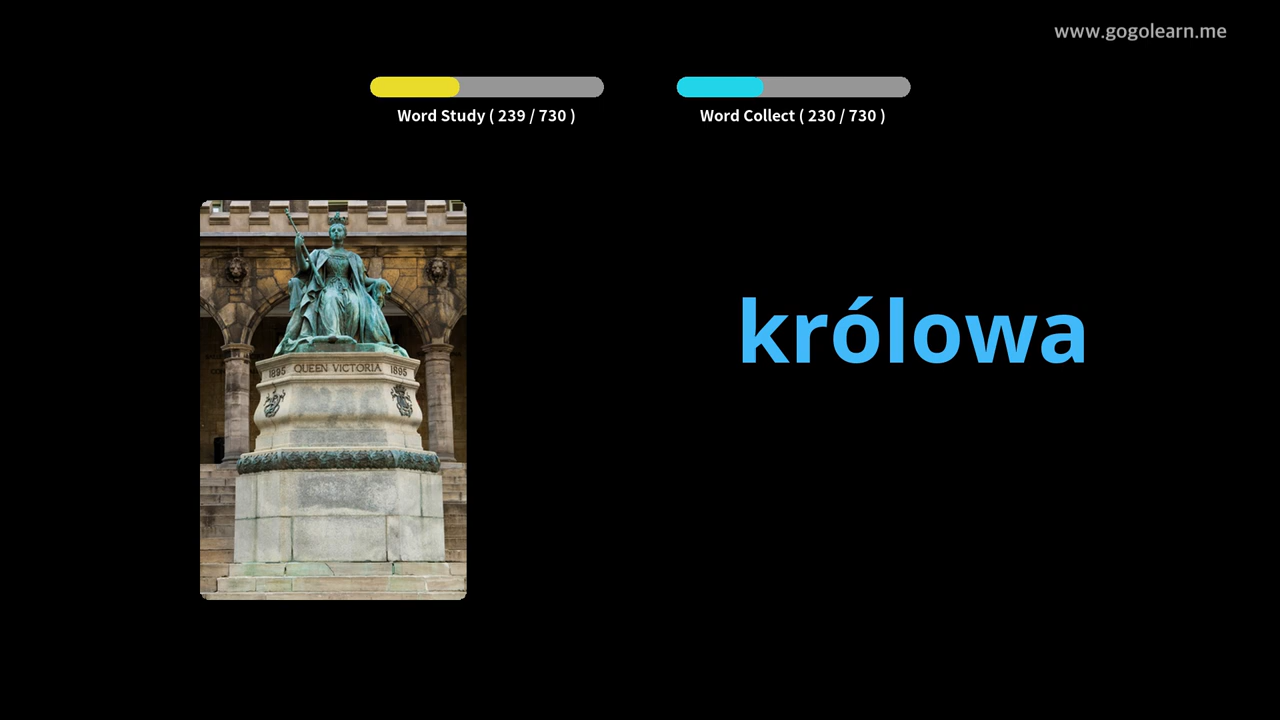 www.gogolearn.me
Word Study ( 239 / 730 )
Word Collect ( 230 / 730 )
królowa
1895 QUEEN VICTORIA 1895